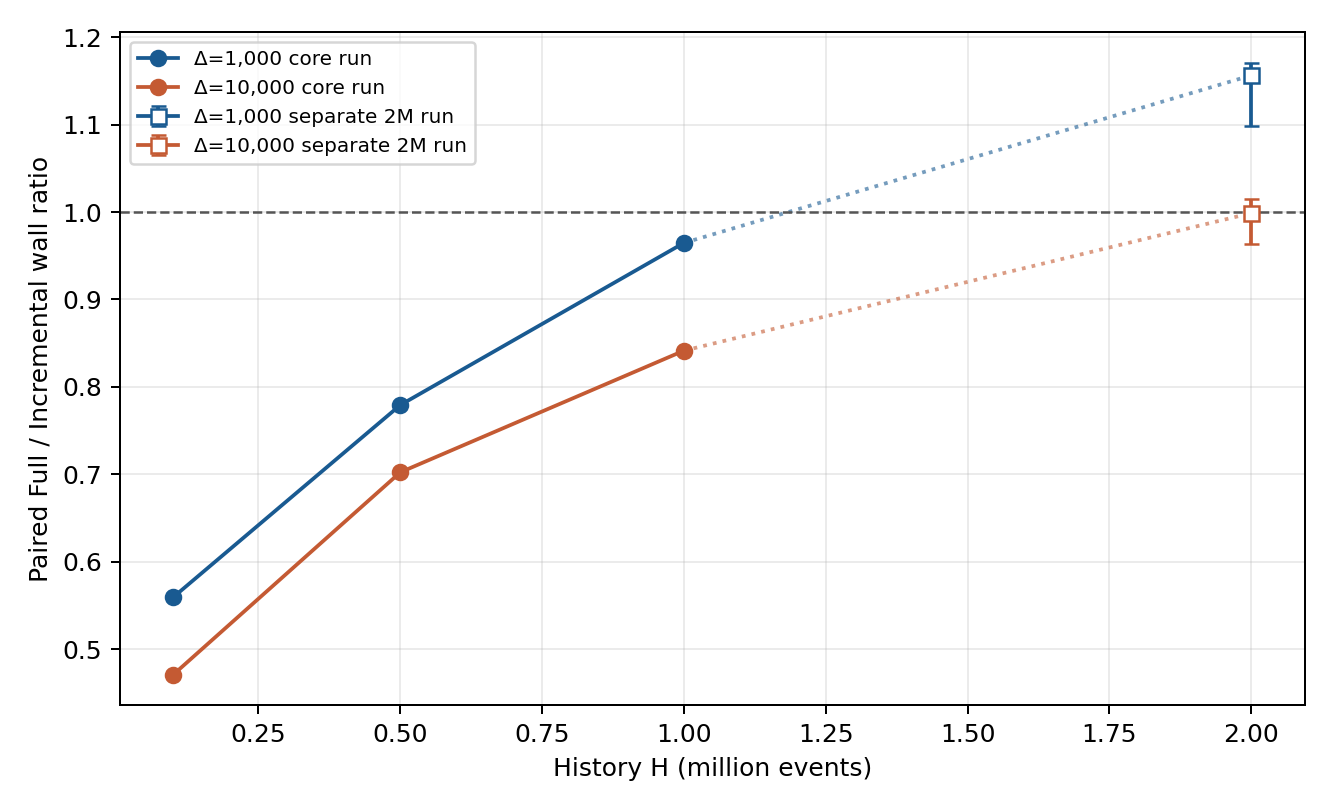 1.2
1.1
1.0
0.9
0.8
0.7
0.6
0.5
Paired Full / Incremental wall ratio
Δ=1,000 core run
Δ=10,000 core run
Δ=1,000 separate 2M run
Δ=10,000 separate 2M run
0.25 0.50 0.75 1.00 1.25 1.50 1.75 2.00
History H (million events)